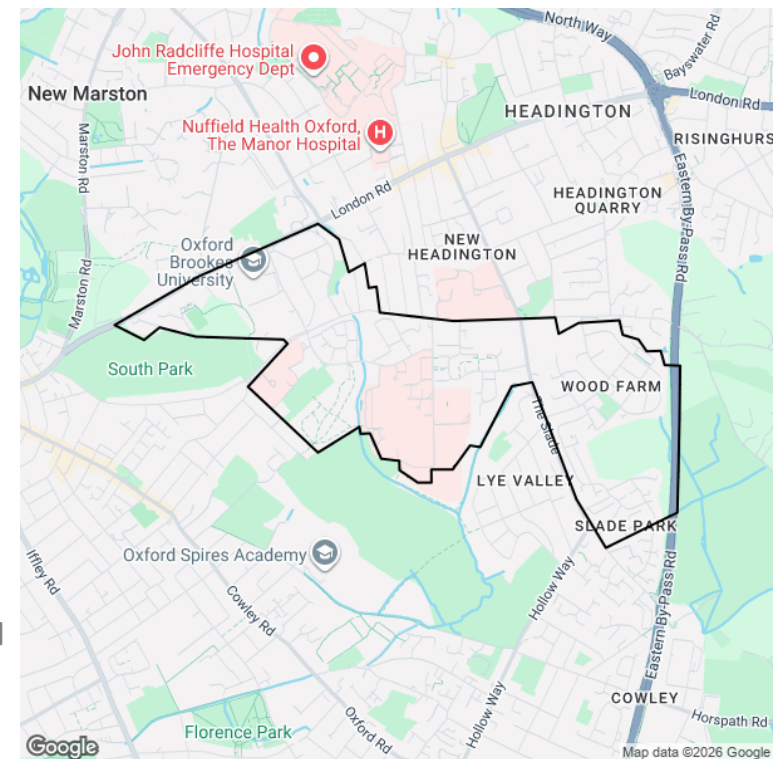 North Way
Bayswater Rd
John Radcliffe Hospital
Emergency Dept
New Marston
London Rd
HEADINGTON
Nuffield Health Oxford,
The Manor Hospital
Marston Rd
RISINGHURS
Eastern By-Pass Rd
London Rd
HEADINGTON
QUARRY
Oxford
Brookes
University
NEW
HEADINGTON
Marston Rd
South Park
WOOD FARM
The Slade
LYE VALLEY
SLADE PARK
Oxford Spires Academy
Iffley Rd
Cowley Rd
Hollow Way
Eastern By-Pass Rd
COWLEY
Hollow Way
Horspath Rd
Florence Park
Oxford Rd
Google
Map data ©2026 Google